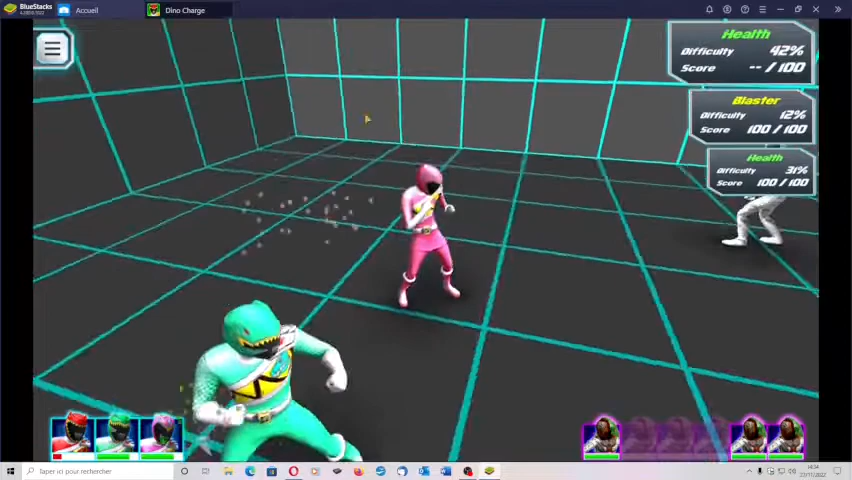 BlueStacks
Accueil
Dino Charge
Health
Difficulty 42%
Score -- / 100
Blaster
Difficulty 12%
Score 100 / 100
Health
Difficulty 31%
Score 100 / 100
Taper ici pour rechercher